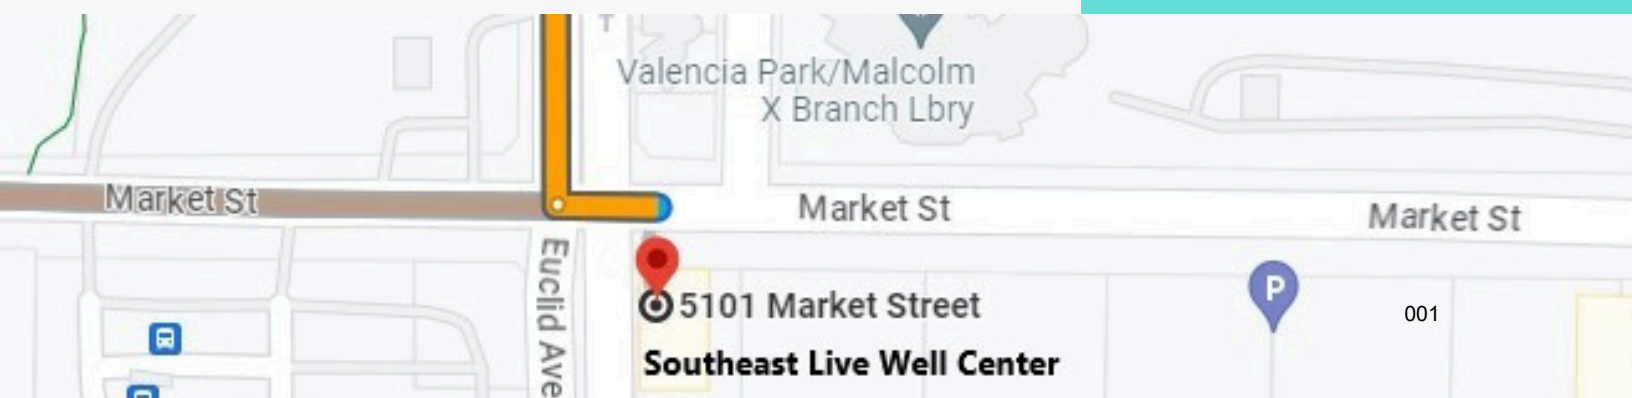 T
Valencia Park/Malcolm
X Branch Lbry
Market St
Market St
Market St
Euclid Ave
5101 Market Street
P
001
Southeast Live Well Center